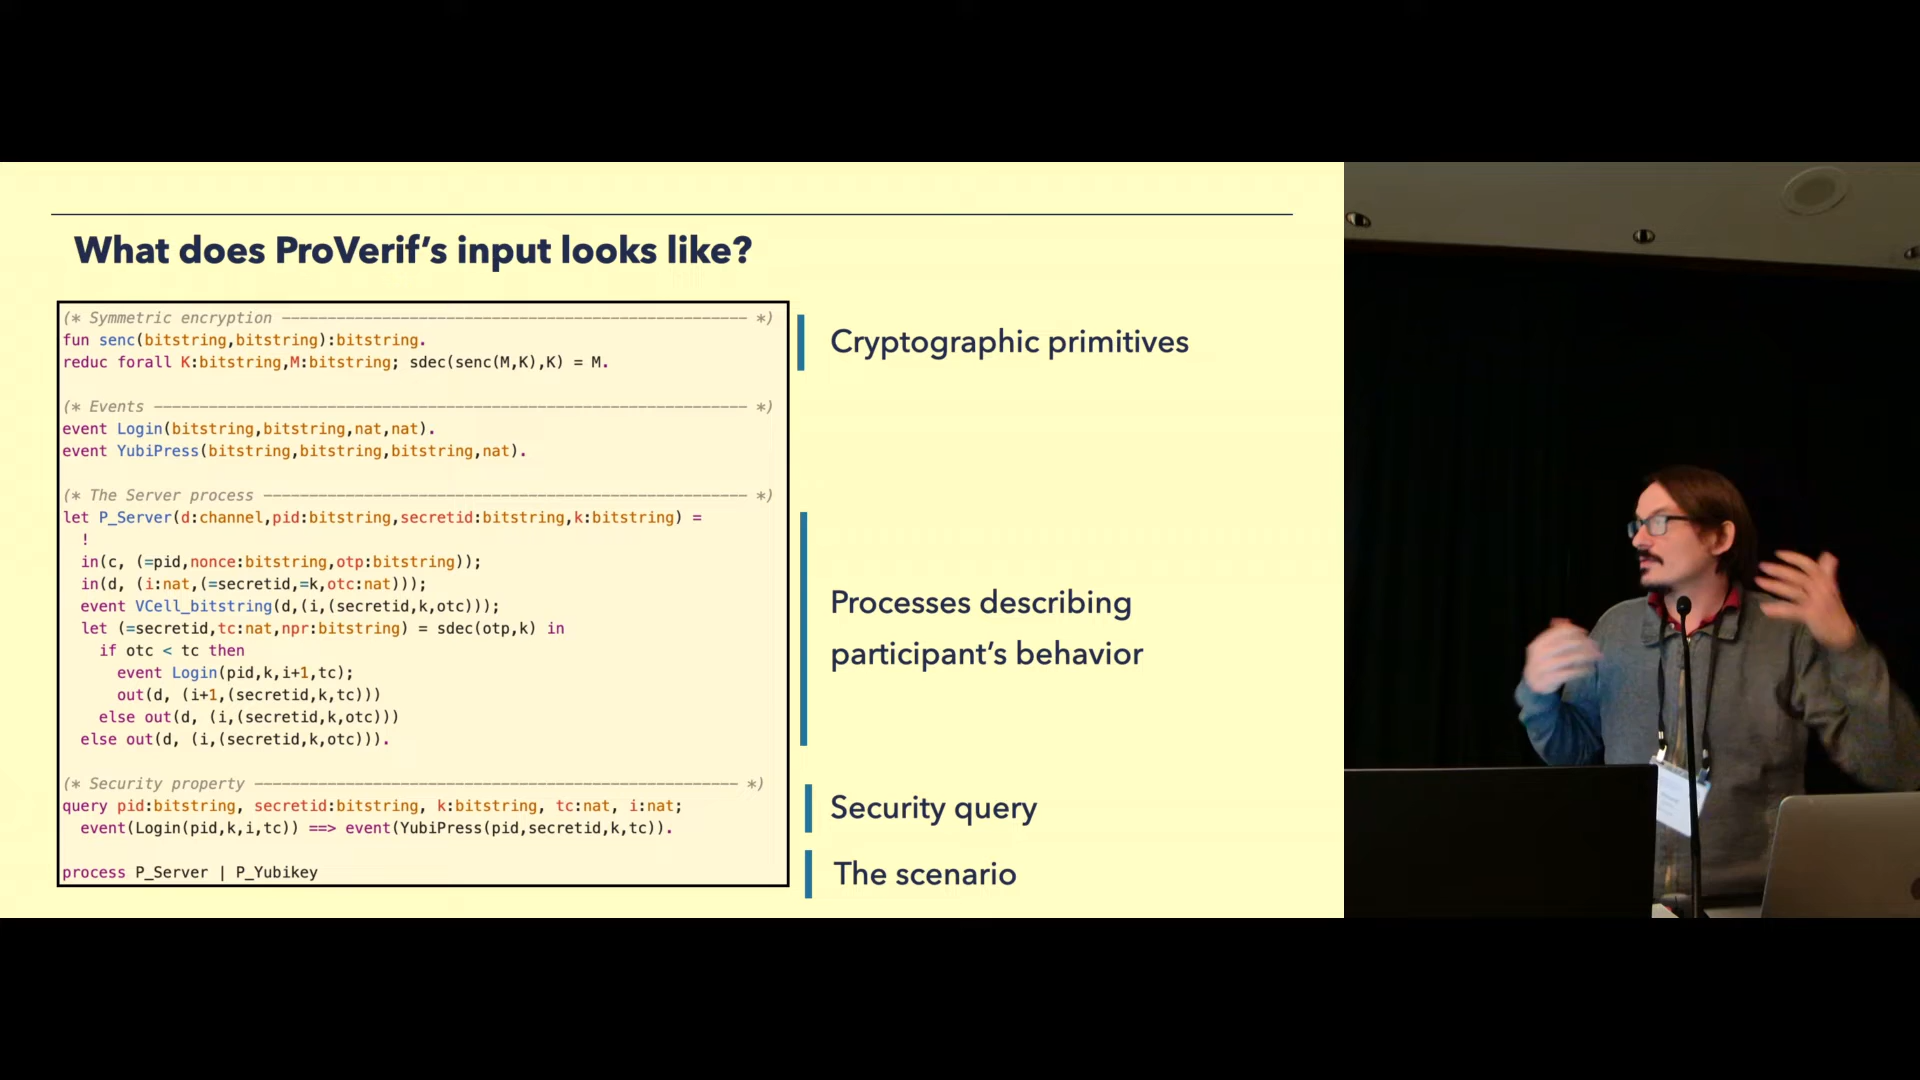 What does ProVerif’s input looks like?
(* Symmetric encryption ––––––––––––––––––––––––––––––––––––––––––––––––––– *)
fun senc(bitstring,bitstring):bitstring.
reduc forall K:bitstring,M:bitstring; sdec(senc(M,K),K) = M.
(* Events ––––––––––––––––––––––––––––––––––––––––––––––––––––––––––––––––– *)
event Login(bitstring,bitstring,nat,nat).
event YubiPress(bitstring,bitstring,bitstring,nat).
(* The Server process ––––––––––––––––––––––––––––––––––––––––––––––––––––– *)
let P_Server(d:channel,pid:bitstring,secretid:bitstring,k:bitstring) =
!
in(c, (=pid,nonce:bitstring,otp:bitstring));
in(d, (i:nat,(=secretid,=k,otc:nat)));
event VCell_bitstring(d,(i,(secretid,k,otc)));
let (=secretid,tc:nat,npr:bitstring) = sdec(otp,k) in
if otc < tc then
event Login(pid,k,i+1,tc);
out(d, (i+1,(secretid,k,tc)))
else out(d, (i,(secretid,k,otc)))
else out(d, (i,(secretid,k,otc))).
(* Security property ––––––––––––––––––––––––––––––––––––––––––––––––––––– *)
query pid:bitstring, secretid:bitstring, k:bitstring, tc:nat, i:nat;
event(Login(pid,k,i,tc)) ==> event(YubiPress(pid,secretid,k,tc)).
process P_Server | P_Yubikey
Cryptographic primitives
Processes describing
participant’s behavior
Security query
The scenario